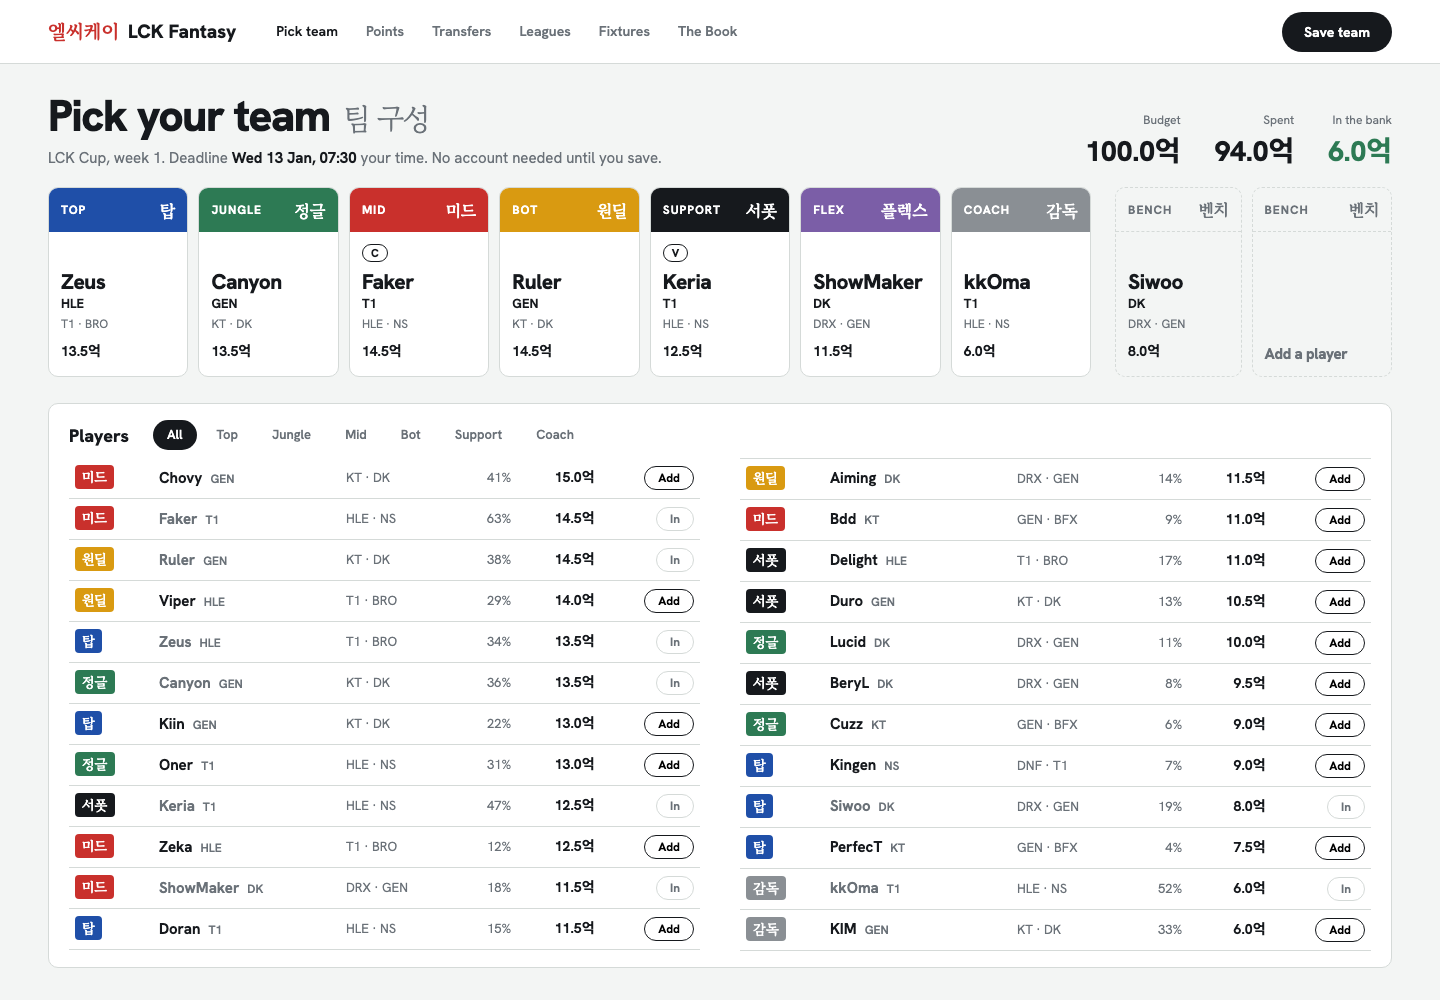 엘씨케이 LCK Fantasy Pick team Points Transfers Leagues Fixtures The Book Save team
Pick your team 팀 구성
LCK Cup, week 1. Deadline Wed 13 Jan, 07:30 your time. No account needed until you save.
Budget Spent In the bank
100.0억 94.0억 6.0억
TOP 탑 JUNGLE 정글 MID 미드 BOT 원딜 SUPPORT 서폿 FLEX 플렉스 COACH 감독 BENCH 벤치 BENCH 벤치
C V
Zeus Canyon Faker Ruler Keria ShowMaker kkOma Siwoo
HLE GEN T1 GEN T1 DK T1 DK
T1 · BRO KT · DK HLE · NS KT · DK HLE · NS DRX · GEN HLE · NS DRX · GEN
13.5억 13.5억 14.5억 14.5억 12.5억 11.5억 6.0억 8.0억 Add a player
Players All Top Jungle Mid Bot Support Coach
미드 Chovy GEN KT · DK 41% 15.0억 Add
미드 Faker T1 HLE · NS 63% 14.5억 In
원딜 Ruler GEN KT · DK 38% 14.5억 In
원딜 Viper HLE T1 · BRO 29% 14.0억 Add
탑 Zeus HLE T1 · BRO 34% 13.5억 In
정글 Canyon GEN KT · DK 36% 13.5억 In
탑 Kiin GEN KT · DK 22% 13.0억 Add
정글 Oner T1 HLE · NS 31% 13.0억 Add
서폿 Keria T1 HLE · NS 47% 12.5억 In
미드 Zeka HLE T1 · BRO 12% 12.5억 Add
미드 ShowMaker DK DRX · GEN 18% 11.5억 In
탑 Doran T1 HLE · NS 15% 11.5억 Add
원딜 Aiming DK DRX · GEN 14% 11.5억 Add
미드 Bdd KT GEN · BFX 9% 11.0억 Add
서폿 Delight HLE T1 · BRO 17% 11.0억 Add
서폿 Duro GEN KT · DK 13% 10.5억 Add
정글 Lucid DK DRX · GEN 11% 10.0억 Add
서폿 BeryL DK DRX · GEN 8% 9.5억 Add
정글 Cuzz KT GEN · BFX 6% 9.0억 Add
탑 Kingen NS DNF · T1 7% 9.0억 Add
탑 Siwoo DK DRX · GEN 19% 8.0억 In
탑 PerfecT KT GEN · BFX 4% 7.5억 Add
감독 kkOma T1 HLE · NS 52% 6.0억 In
감독 KIM GEN KT · DK 33% 6.0억 Add